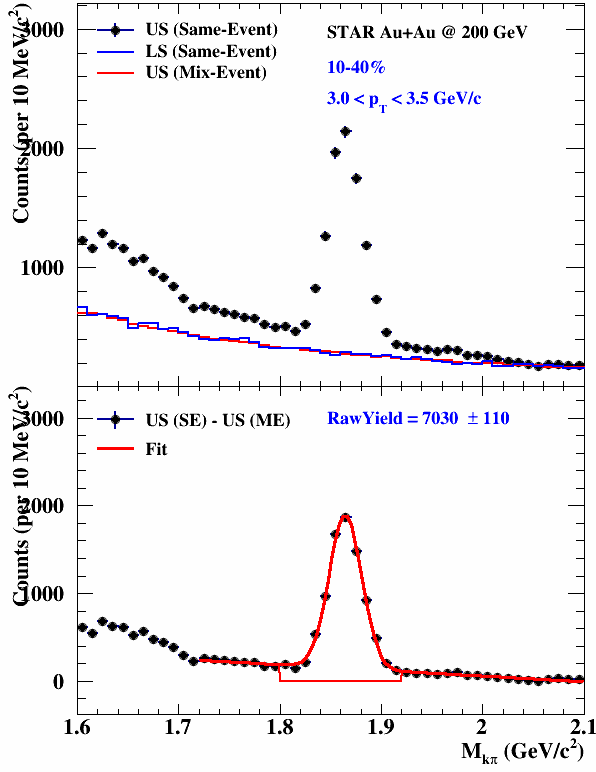 US (Same-Event)
LS (Same-Event)
US (Mix-Event)
STAR Au+Au @ 200 GeV
10-40%
3.0 < p_T < 3.5 GeV/c
Counts (per 10 MeV/c²)
3000
2000
1000
US (SE) - US (ME)
Fit
RawYield = 7030 ± 110
Counts (per 10 MeV/c²)
3000
2000
1000
0
1.6 1.7 1.8 1.9 2 2.1
M_kπ (GeV/c²)